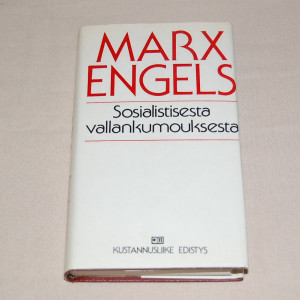 MARX
ENGELS
Sosialistisesta
vallankumouksesta
KUSTANNUSLIIKE EDISTYS